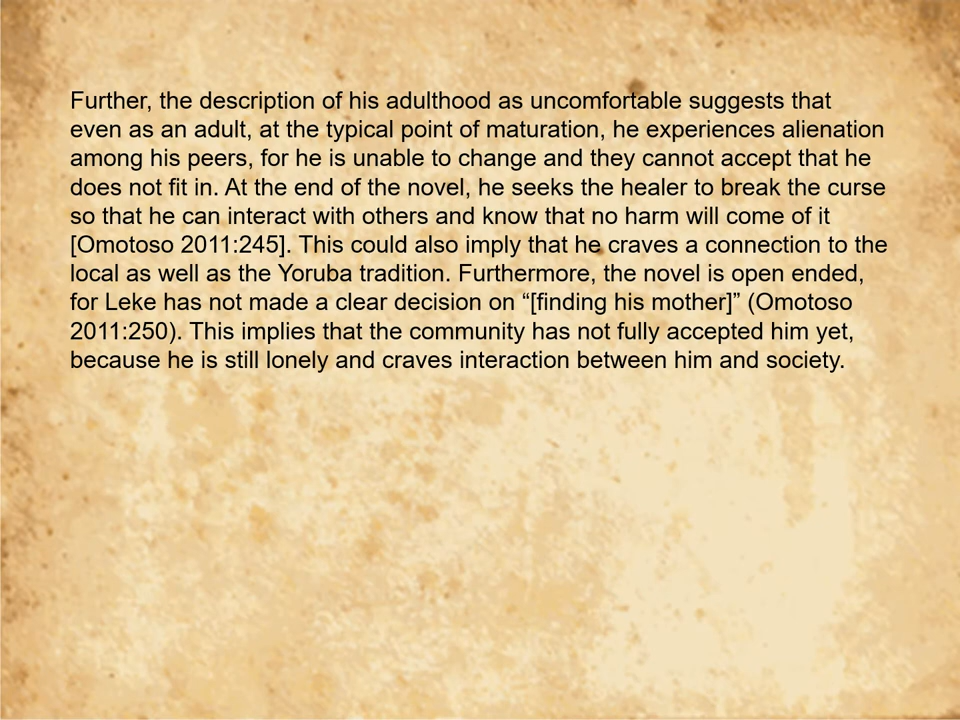 Further, the description of his adulthood as uncomfortable suggests that
even as an adult, at the typical point of maturation, he experiences alienation
among his peers, for he is unable to change and they cannot accept that he
does not fit in. At the end of the novel, he seeks the healer to break the curse
so that he can interact with others and know that no harm will come of it
[Omotoso 2011:245]. This could also imply that he craves a connection to the
local as well as the Yoruba tradition. Furthermore, the novel is open ended,
for Leke has not made a clear decision on “[finding his mother]” (Omotoso
2011:250). This implies that the community has not fully accepted him yet,
because he is still lonely and craves interaction between him and society.